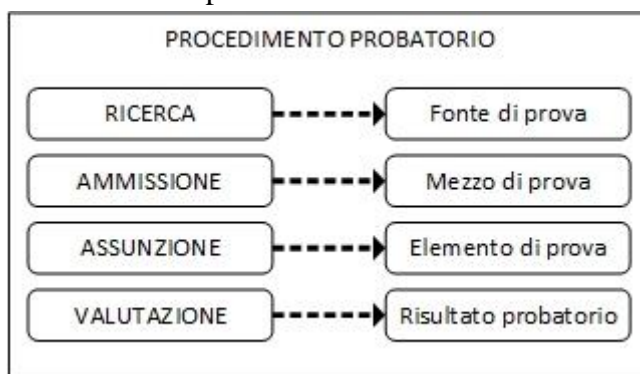 PROCEDIMENTO PROBATORIO
RICERCA Fonte di prova
AMMISSIONE Mezzo di prova
ASSUNZIONE Elemento di prova
VALUTAZIONE Risultato probatorio